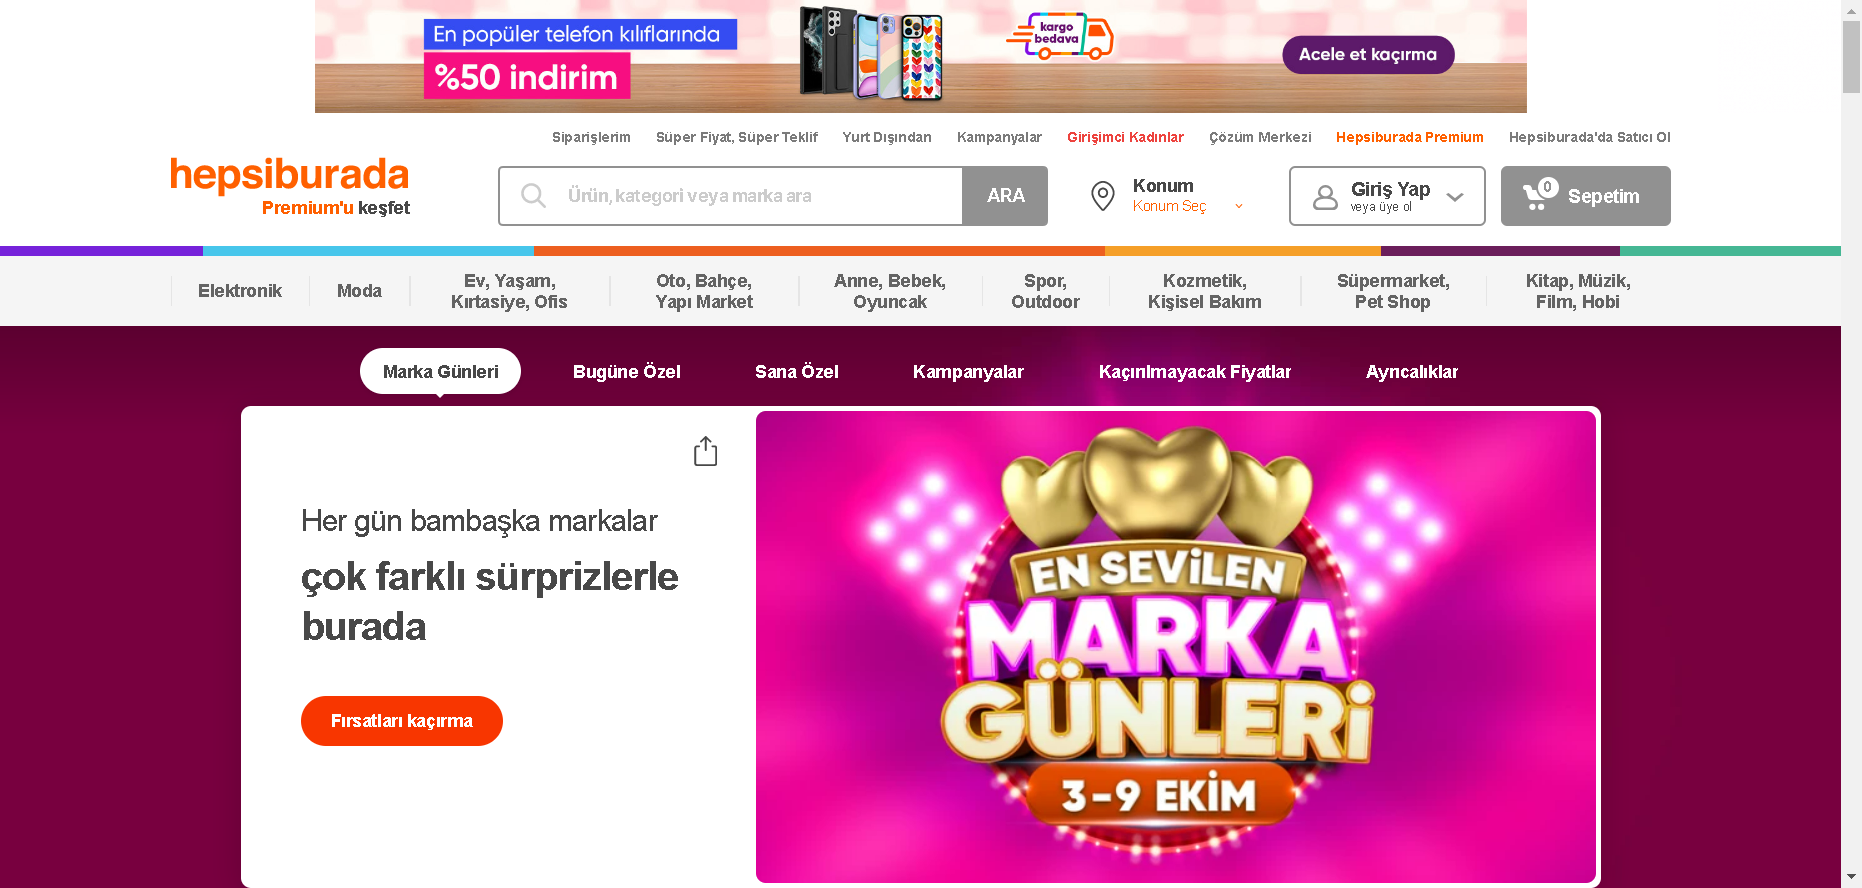 En popüler telefon kılıflarında
%50 indirim
kargo
bedava
Acele et kaçırma
Siparişlerim
Süper Fiyat, Süper Teklif
Yurt Dışından
Kampanyalar
Girişimci Kadınlar
Çözüm Merkezi
Hepsiburada Premium
Hepsiburada'da Satıcı Ol
hepsiburada
Premium'u keşfet
Ürün, kategori veya marka ara
ARA
Konum
Konum Seç
Giriş Yap
veya üye ol
0
Sepetim
Elektronik
Moda
Ev, Yaşam,
Kırtasiye, Ofis
Oto, Bahçe,
Yapı Market
Anne, Bebek,
Oyuncak
Spor,
Outdoor
Kozmetik,
Kişisel Bakım
Süpermarket,
Pet Shop
Kitap, Müzik,
Film, Hobi
Marka Günleri
Bugüne Özel
Sana Özel
Kampanyalar
Kaçırılmayacak Fiyatlar
Ayrıcalıklar
Her gün bambaşka markalar
çok farklı sürprizlerle
burada
Fırsatları kaçırma
EN SEVİLEN
MARKA
GÜNLERİ
3-9 EKİM